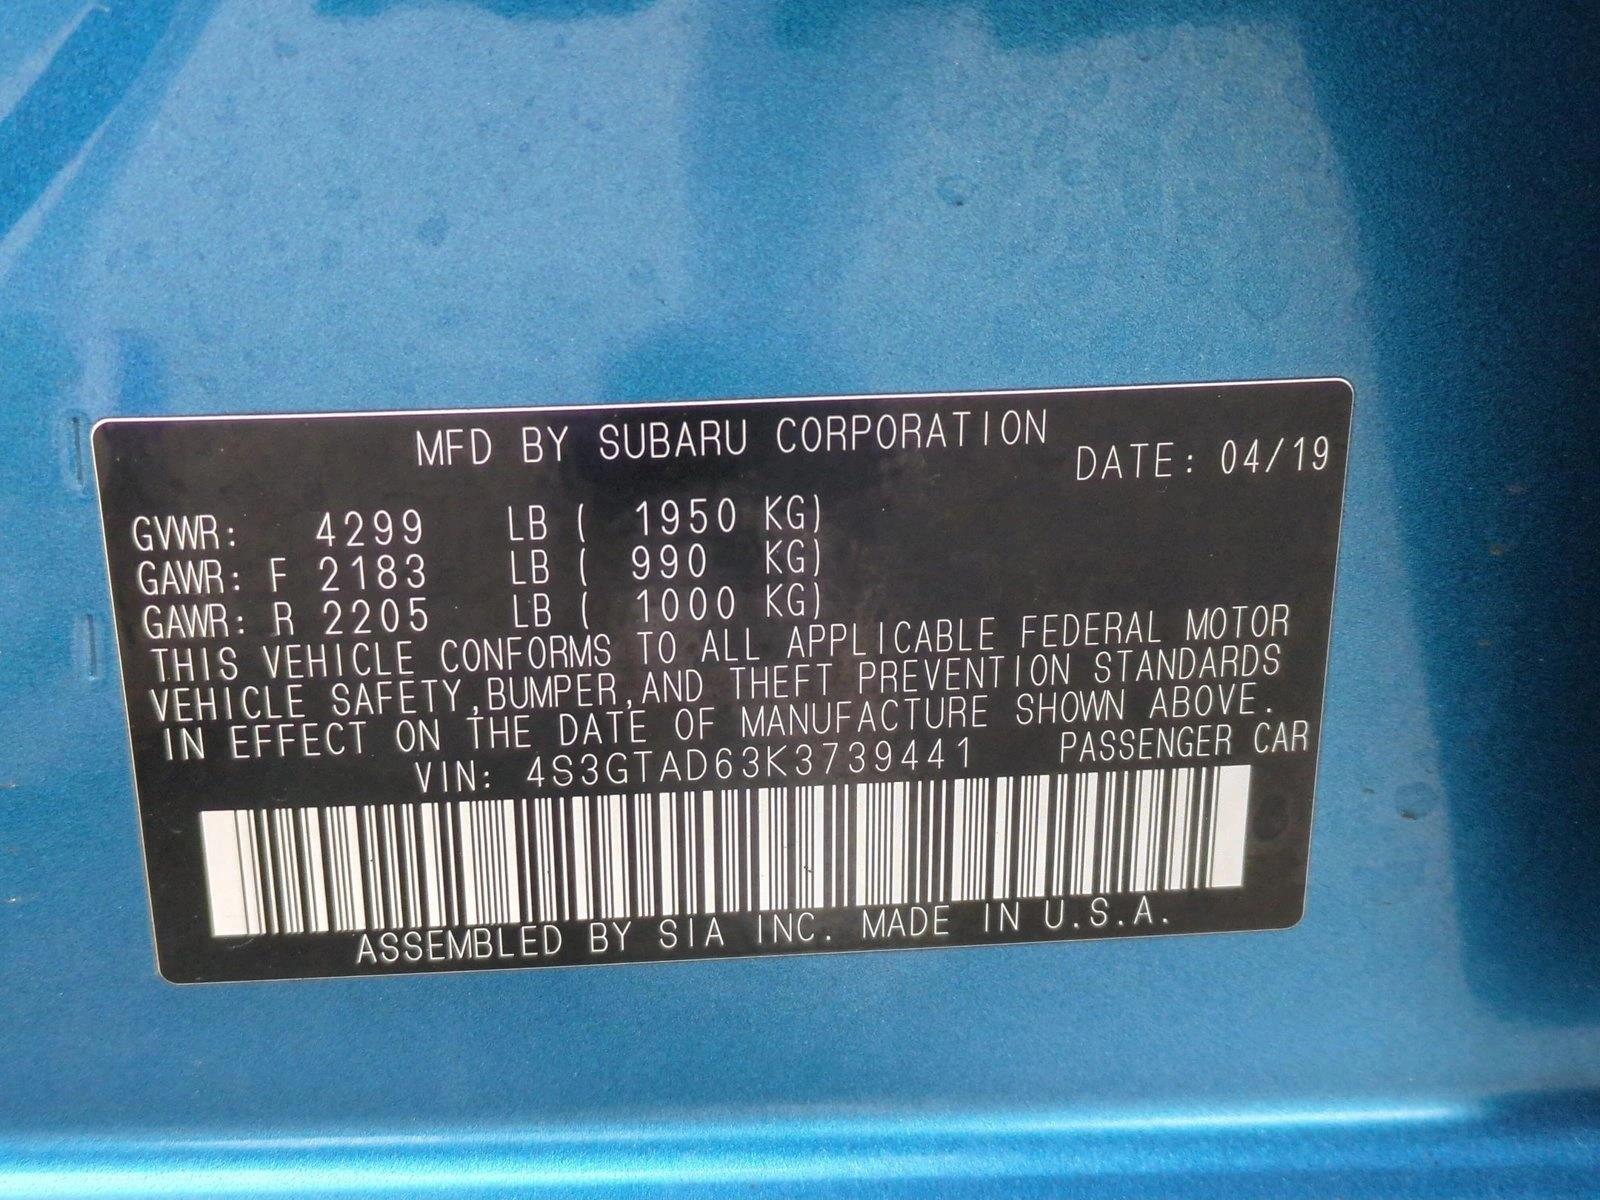 MFD BY SUBARU CORPORATION
DATE: 04/19
GVWR: 4299 LB ( 1950 KG)
GAWR: F 2183 LB ( 990 KG)
GAWR: R 2205 LB ( 1000 KG)
THIS VEHICLE CONFORMS TO ALL APPLICABLE FEDERAL MOTOR
VEHICLE SAFETY,BUMPER,AND THEFT PREVENTION STANDARDS
IN EFFECT ON THE DATE OF MANUFACTURE SHOWN ABOVE.
VIN: 4S3GTAD63K3739441 PASSENGER CAR
ASSEMBLED BY SIA INC. MADE IN U.S.A.